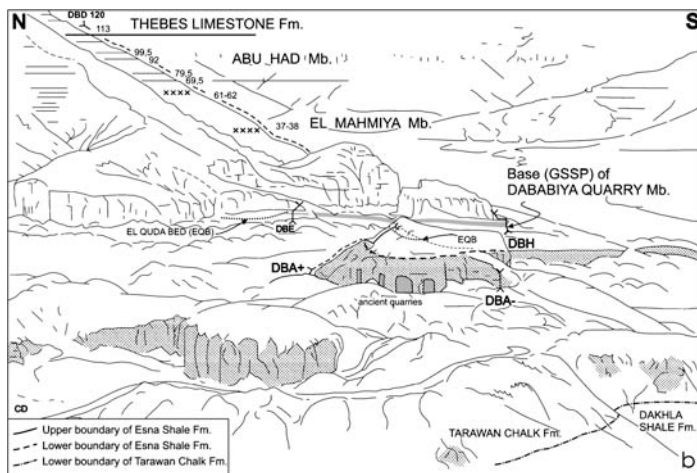 N
S
DBD 120
THEBES LIMESTONE Fm.
113
99,5
92
ABU HAD Mb.
79,5
69,5
××××
61-62
××××
37-38
EL MAHMIYA Mb.
Base (GSSP) of
DABABIYA QUARRY Mb.
EL QUDA BED (EQB)
DBE
EQB
DBH
DBA+
DBA-
ancient quarries
CD
TARAWAN CHALK Fm.
DAKHLA
SHALE Fm.
Upper boundary of Esna Shale Fm.
Lower boundary of Esna Shale Fm.
Lower boundary of Tarawan Chalk Fm.
b